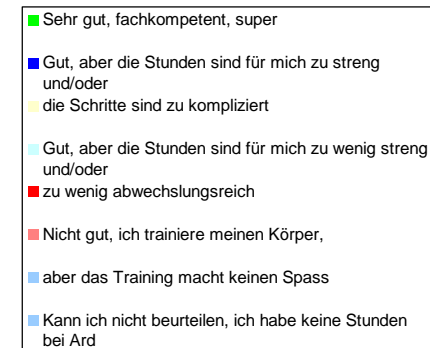 Sehr gut, fachkompetent, super
Gut, aber die Stunden sind für mich zu streng
und/oder
die Schritte sind zu kompliziert
Gut, aber die Stunden sind für mich zu wenig streng
und/oder
zu wenig abwechslungsreich
Nicht gut, ich trainiere meinen Körper,
aber das Training macht keinen Spass
Kann ich nicht beurteilen, ich habe keine Stunden
bei Ard